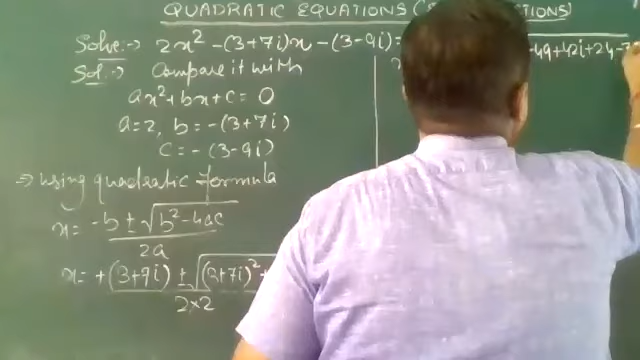 QUADRATIC EQUATIONS (
Solve:-> 2x² - (3+7i)x - (3-9i) =
Sol:-> Compare it with
ax²+bx+c = 0
a=2, b = -(3+7i)
c = -(3-9i)
-> using quadratic formula
x = -b ± √b²-4ac / 2a
x = +(3+7i) ± √(3+7i)² / 2×2
-49+42i+24-7